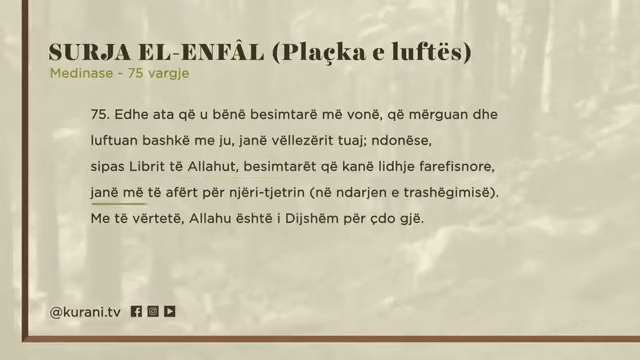 SURJA EL-ENFÂL (Plaçka e luftës)
Medinase - 75 vargje
75. Edhe ata që u bënë besimtarë më vonë, që mërguan dhe
luftuan bashkë me ju, janë vëllezërit tuaj; ndonëse,
sipas Librit të Allahut, besimtarët që kanë lidhje farefisnore,
janë më të afërt për njëri-tjetrin (në ndarjen e trashëgimisë).
Me të vërtetë, Allahu është i Dijshëm për çdo gjë.
@kurani.tv